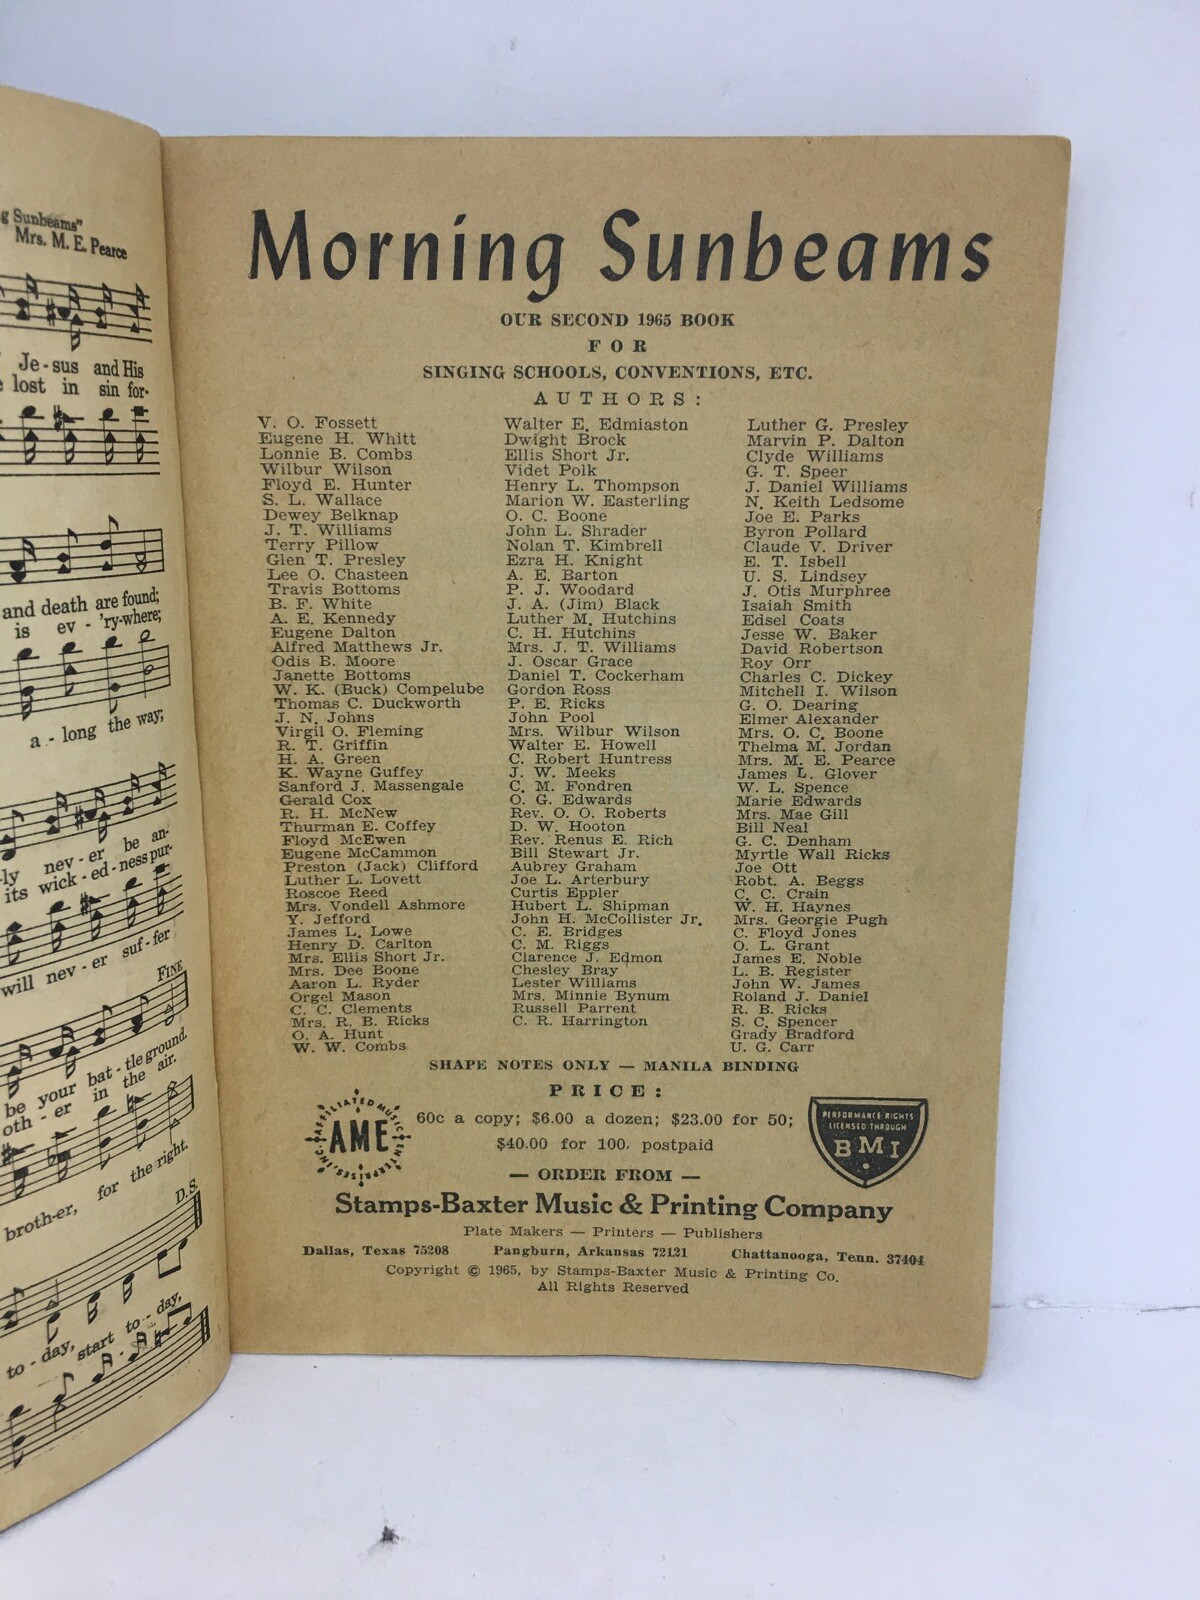 g Sunbeams"
Mrs. M. E. Pearce
Je-sus and His
lost in sin for-
and death are found;
is ev-'ry-where;
a-long the way;
-ly nev-er be an-
its wick-ed-ness pur-
will nev-er suf-fer
FINE
be your bat-tle ground.
oth-er in the air.
broth-er, for the right.
D.S.
to-day, start to-day,
Morning Sunbeams
OUR SECOND 1965 BOOK
FOR
SINGING SCHOOLS, CONVENTIONS, ETC.
AUTHORS:
V. O. Fossett
Eugene H. Whitt
Lonnie B. Combs
Wilbur Wilson
Floyd E. Hunter
S. L. Wallace
Dewey Belknap
J. T. Williams
Terry Pillow
Glen T. Presley
Lee O. Chasteen
Travis Bottoms
B. F. White
A. E. Kennedy
Eugene Dalton
Alfred Matthews Jr.
Odis B. Moore
Janette Bottoms
W. K. (Buck) Compelube
Thomas C. Duckworth
J. N. Johns
Virgil O. Fleming
R. T. Griffin
H. A. Green
K. Wayne Guffey
Sanford J. Massengale
Gerald Cox
R. H. McNew
Thurman E. Coffey
Floyd McEwen
Eugene McCammon
Preston (Jack) Clifford
Luther L. Lovett
Roscoe Reed
Mrs. Vondell Ashmore
Y. Jefford
James L. Lowe
Henry D. Carlton
Mrs. Ellis Short Jr.
Mrs. Dee Boone
Aaron L. Ryder
Orgel Mason
C. C. Clements
Mrs. R. B. Ricks
O. A. Hunt
W. W. Combs
Walter E. Edmiaston
Dwight Brock
Ellis Short Jr.
Videt Polk
Henry L. Thompson
Marion W. Easterling
O. C. Boone
John L. Shrader
Nolan T. Kimbrell
Ezra H. Knight
A. E. Barton
P. J. Woodard
J. A. (Jim) Black
Luther M. Hutchins
C. H. Hutchins
Mrs. J. T. Williams
J. Oscar Grace
Daniel T. Cockerham
Gordon Ross
P. E. Ricks
John Pool
Mrs. Wilbur Wilson
Walter E. Howell
C. Robert Huntress
J. W. Meeks
C. M. Fondren
O. G. Edwards
Rev. O. O. Roberts
D. W. Hooton
Rev. Renus E. Rich
Bill Stewart Jr.
Aubrey Graham
Joe L. Arterbury
Curtis Eppler
Hubert L. Shipman
John H. McCollister Jr.
C. E. Bridges
C. M. Riggs
Clarence J. Edmon
Chesley Bray
Lester Williams
Mrs. Minnie Bynum
Russell Parrent
C. R. Harrington
Luther G. Presley
Marvin P. Dalton
Clyde Williams
G. T. Speer
J. Daniel Williams
N. Keith Ledsome
Joe E. Parks
Byron Pollard
Claude V. Driver
E. T. Isbell
U. S. Lindsey
J. Otis Murphree
Isaiah Smith
Edsel Coats
Jesse W. Baker
David Robertson
Roy Orr
Charles C. Dickey
Mitchell I. Wilson
G. O. Dearing
Elmer Alexander
Mrs. O. C. Boone
Thelma M. Jordan
Mrs. M. E. Pearce
James L. Glover
W. L. Spence
Marie Edwards
Mrs. Mae Gill
Bill Neal
G. C. Denham
Myrtle Wall Ricks
Joe Ott
Robt. A. Beggs
C. C. Crain
W. H. Haynes
Mrs. Georgie Pugh
C. Floyd Jones
O. L. Grant
James E. Noble
L. B. Register
John W. James
Roland J. Daniel
R. B. Ricks
S. C. Spencer
Grady Bradford
U. G. Carr
SHAPE NOTES ONLY — MANILA BINDING
PRICE:
60c a copy; $6.00 a dozen; $23.00 for 50;
$40.00 for 100. postpaid
AFFILIATED MUSIC ENTERPRISES, INC.
AME
PERFORMANCE RIGHTS
LICENSED THROUGH
BMI
— ORDER FROM —
Stamps-Baxter Music & Printing Company
Plate Makers — Printers — Publishers
Dallas, Texas 75208 Pangburn, Arkansas 72121 Chattanooga, Tenn. 37404
Copyright © 1965, by Stamps-Baxter Music & Printing Co.
All Rights Reserved